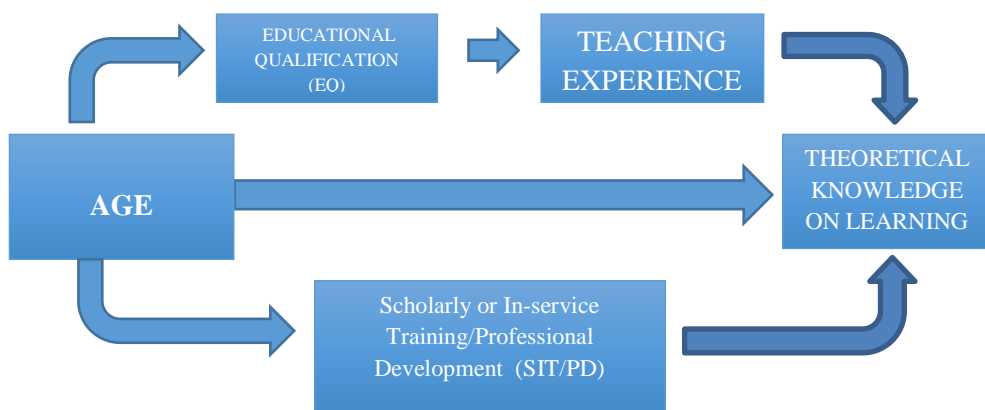 EDUCATIONAL
QUALIFICATION
(EQ)
TEACHING
EXPERIENCE
AGE
THEORETICAL
KNOWLEDGE
ON LEARNING
Scholarly or In-service
Training/Professional
Development (SIT/PD)